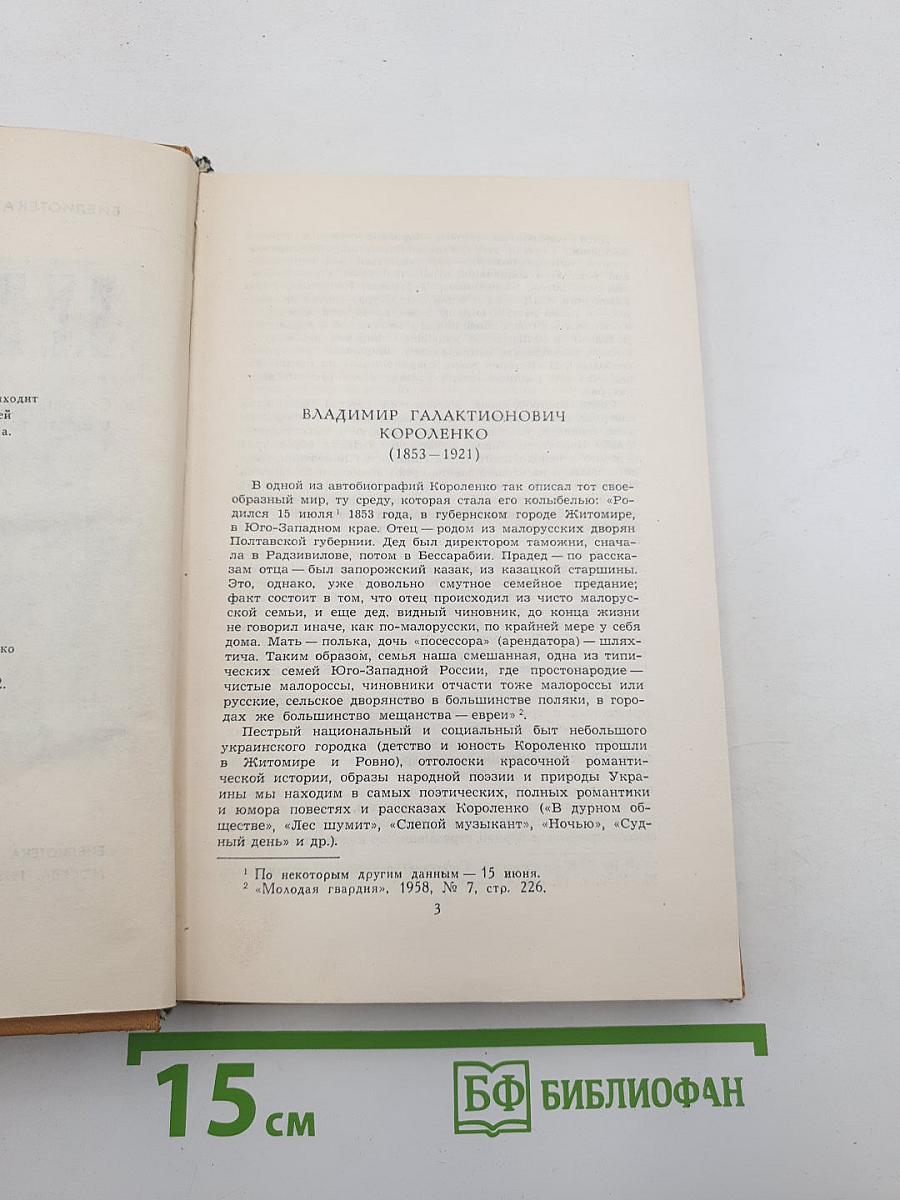 аходит
ей
а.
ко
2.
ВЛАДИМИР ГАЛАКТИОНОВИЧ
КОРОЛЕНКО
(1853—1921)
В одной из автобиографий Короленко так описал тот свое-
образный мир, ту среду, которая стала его колыбелью: «Ро-
дился 15 июля¹ 1853 года, в губернском городе Житомире,
в Юго-Западном крае. Отец — родом из малорусских дворян
Полтавской губернии. Дед был директором таможни, снача-
ла в Радзивилове, потом в Бессарабии. Прадед — по расска-
зам отца — был запорожский казак, из казацкой старшины.
Это, однако, уже довольно смутное семейное предание;
факт состоит в том, что отец происходил из чисто малорус-
ской семьи, и еще дед, видный чиновник, до конца жизни
не говорил иначе, как по-малорусски, по крайней мере у себя
дома. Мать — полька, дочь «посессора» (арендатора) — шлях-
тича. Таким образом, семья наша смешанная, одна из типи-
ческих семей Юго-Западной России, где простонародие —
чистые малороссы, чиновники отчасти тоже малороссы или
русские, сельское дворянство в большинстве поляки, в горо-
дах же большинство мещанства — евреи»².
Пестрый национальный и социальный быт небольшого
украинского городка (детство и юность Короленко прошли
в Житомире и Ровно), отголоски красочной романти-
ческой истории, образы народной поэзии и природы Укра-
ины мы находим в самых поэтических, полных романтики
и юмора повестях и рассказах Короленко («В дурном об-
ществе», «Лес шумит», «Слепой музыкант», «Ночью», «Суд-
ный день» и др.).
¹ По некоторым другим данным — 15 июня.
² «Молодая гвардия», 1958, № 7, стр. 226.
3
15 см
БФ БИБЛИОФАН